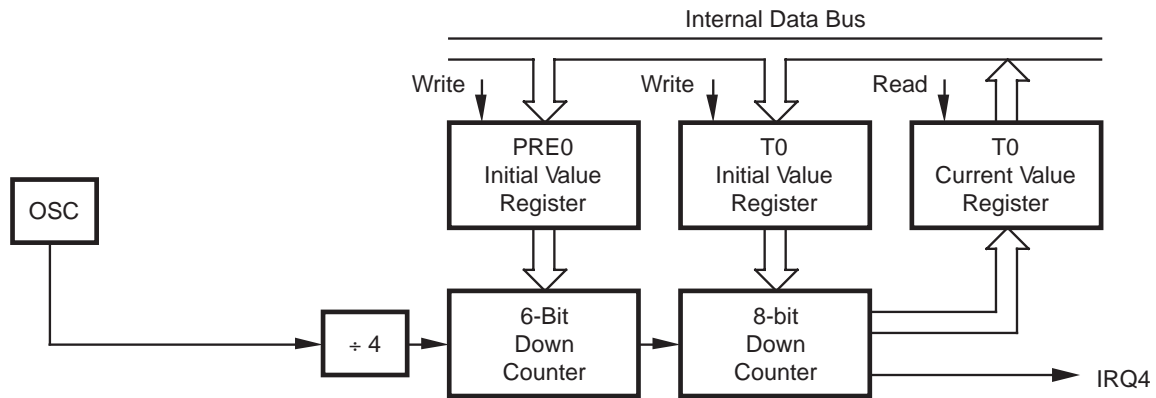 Internal Data Bus
Write
Write
Read
PRE0
Initial Value
Register
T0
Initial Value
Register
T0
Current Value
Register
OSC
÷ 4
6-Bit
Down
Counter
8-bit
Down
Counter
IRQ4